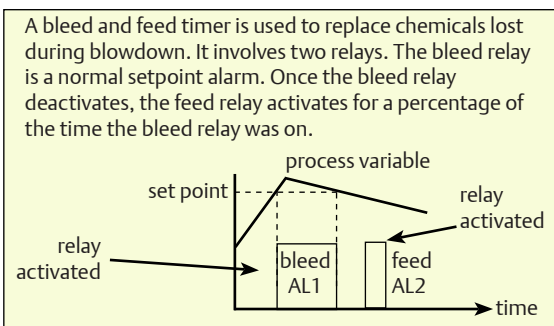 A bleed and feed timer is used to replace chemicals lost
during blowdown. It involves two relays. The bleed relay
is a normal setpoint alarm. Once the bleed relay
deactivates, the feed relay activates for a percentage of
the time the bleed relay was on.
process variable
set point
relay
activated
relay
activated
bleed
AL1
feed
AL2
time